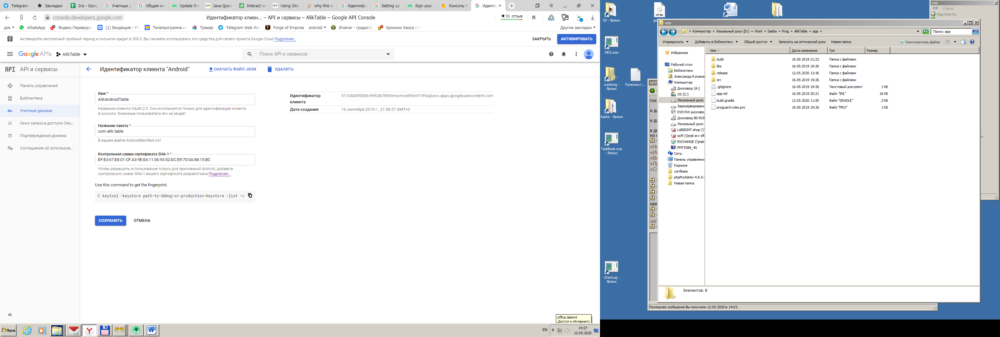 Telegram W
Закладки
Iris - Goog
Учетные д
Общая инс
Update the
Java Quick
Interact wi
Using OAut
why this er
Идентифи
Setting up
Sign your a
Консоль Fi
Иденти
console.developers.google.com
Идентификатор клиен... – API и сервисы – AlikTable – Google API Console
★31 отзыв
док
WhatsApp
Яндекс.Переводч
(1) Входящие - По
Телепрограмма на
Трекер
Telegram Web We
Forge of Empires
android
Elvenar - градостр
Хроники Хаоса | Р
Другие закладки
Активируйте бесплатный пробный период и получите кредит в 300 $. Вы сможете использовать эти средства для своего проекта Google Cloud.Подробнее...
ЗАКРЫТЬ
АКТИВИРОВАТЬ
Google APIs
AlikTable
Поиск API и сервисов
API
API и сервисы
Идентификатор клиента "Android"
СКАЧАТЬ ФАЙЛ JSON
УДАЛИТЬ
Панель управления
Библиотека
Учетные данные
Окно запроса доступа OAu...
Подтверждение домена
Соглашения об использов...
Имя *
AlikAndroidTable
Название клиента OAuth 2.0. Оно используется только для идентификации клиента
в консоли. Конечные пользователи его не увидят.
Название пакета *
com.alik.table
В вашем файле AndroidManifest.xml
Контрольная сумма сертификата SHA-1 *
EF:E3:67:E8:01:CF:A3:9E:E4:11:06:93:02:DC:E9:70:0A:88:15:BC
Чтобы разрешить использование только для приложений Android, добавьте
контрольную сумму SHA-1 вашего сертификата разработчика.Подробнее...
Use this command to get the fingerprint.
$ keytool -keystore path-to-debug-or-production-keystore -list -v
СОХРАНИТЬ
ОТМЕНА
Идентификатор клиента
511044390006-frt928c5t69imscmve9hkmt19hsqboco.apps.googleusercontent.com
Дата создания
16 сентября 2019 г., 21:58:57 GMT+3
office.labirint
Доступ к Интернету
Пуск
EN
14:27
12.05.2020
00 - Ярлык
MDS.exe
watering - Ярлык
Полезност...
Sasha - Ярлык
TaskBook.exe - Ярлык
OrionLog - Ярлык
HTML
100
Статус
Olga Kharchu
app
Компьютер
Локальный диск (D:)
Work
Sasha
Prog
AlikTable
app
Поиск: app
Упорядочить
Добавить в библиотеку
Общий доступ
Записать на оптический диск
Новая папка
Уничтожитель файла
Избранное
Рабочий стол
Библиотеки
Александр Кукано
Компьютер
Дисковод (A:)
OS (C:)
Локальный диск
Зарезервировано
DVD RW дисково
Дисковод BD-RO
Локальный диск
LABIRINT-shop (\\
soft (\\msk-srv-df
EXCHANGE (\\msk
PMT5588_4G
Сеть
Панель управления
Корзина
confessa
phpMyAdmin-4.8.5-
Новая папка
Имя
Дата изменения
Тип
Размер
build 16.09.2019 21:23 Папка с файлами
libs 16.09.2019 19:26 Папка с файлами
release 12.05.2020 13:36 Папка с файлами
src 16.09.2019 19:26 Папка с файлами
.gitignore 16.09.2019 19:26 Текстовый документ 1 КБ
app.iml 16.09.2019 20:21 Файл "IML" 16 КБ
build.gradle 12.05.2020 11:50 Файл "GRADLE" 2 КБ
proguard-rules.pro 16.09.2019 19:26 Файл "PRO" 1 КБ
Элементов: 8
Последнее сообщение Вы получили 12.05.2020 в 14:03.